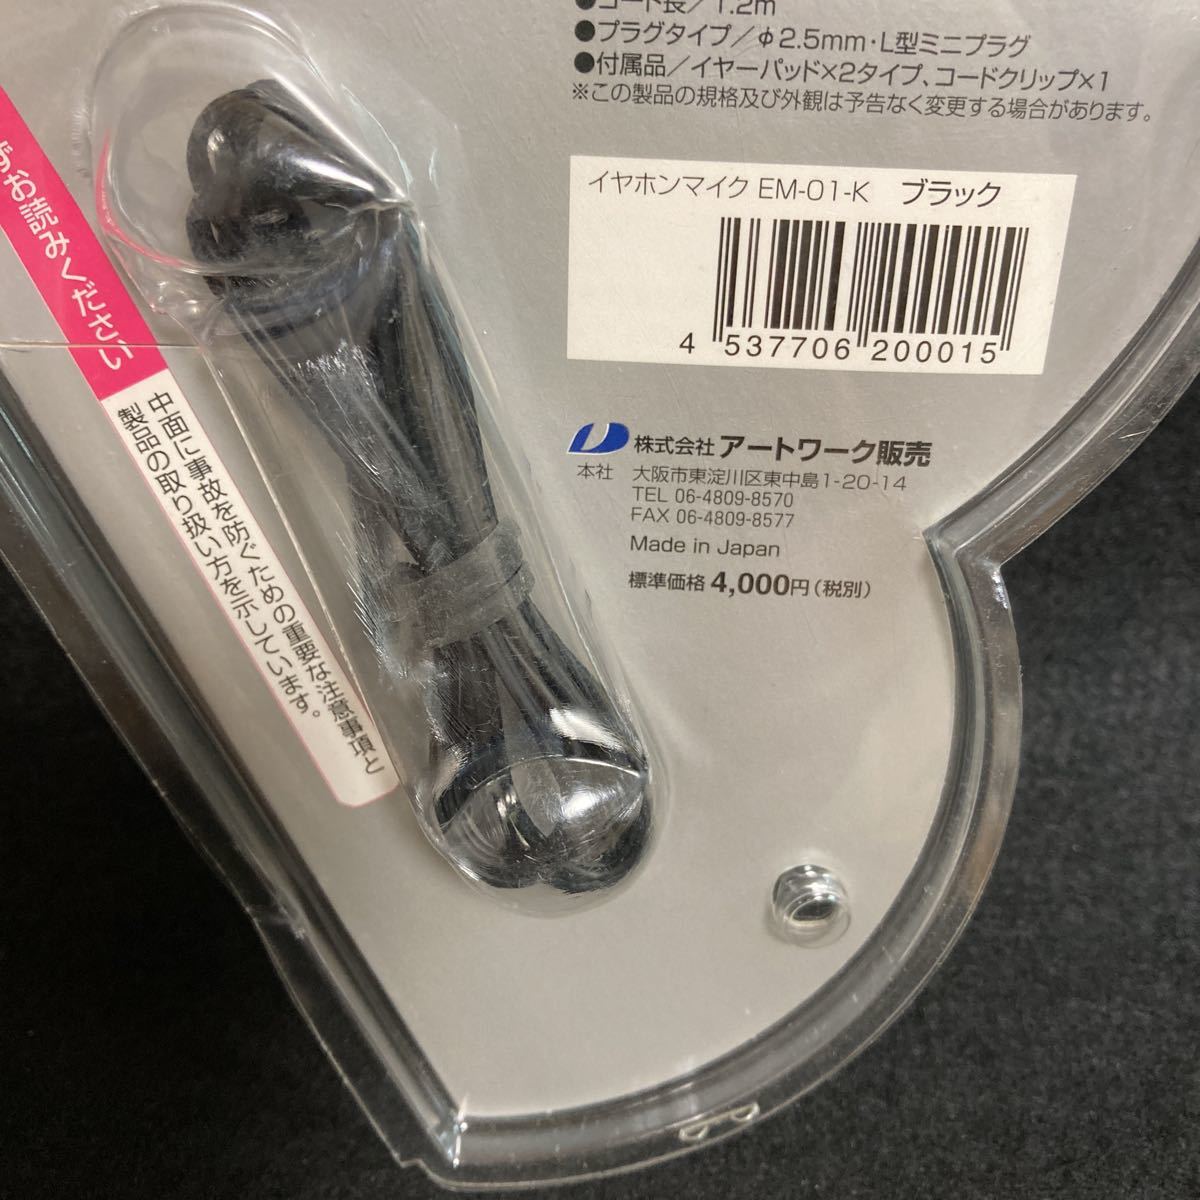 ●コード長/1.2m
●プラグタイプ/φ2.5mm・L型ミニプラグ
●付属品/イヤーパッド×2タイプ、コードクリップ×1
※この製品の規格及び外観は予告なく変更する場合があります。
イヤホンマイク EM-01-K ブラック
4 537706 200015
株式会社 アートワーク販売
本社 大阪市東淀川区東中島1-20-14
TEL 06-4809-8570
FAX 06-4809-8577
Made in Japan
標準価格 4,000円(税別)
ずお読みください
中面に事故を防ぐための重要な注意事項と
製品の取り扱い方を示しています。